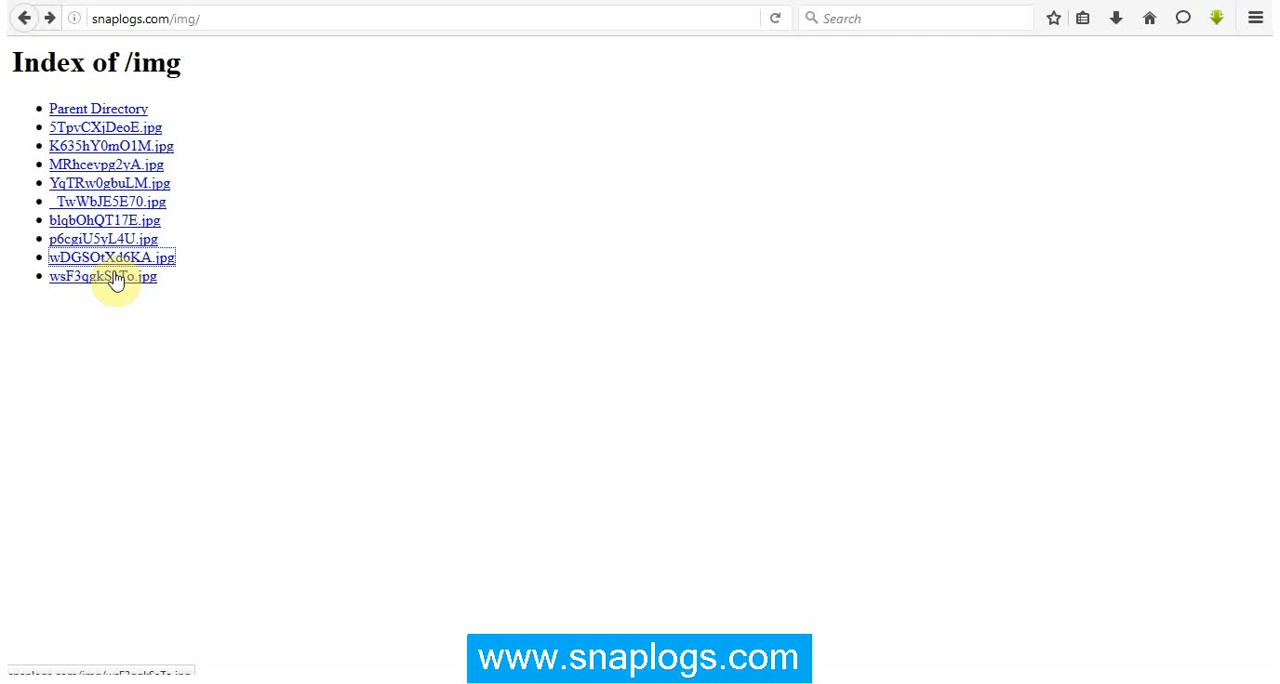 snaplogs.com/img/
Search
Index of /img
Parent Directory
5TpvCXjDeoE.jpg
K635hY0mO1M.jpg
MRhcevpg2yA.jpg
YqTRw0gbuLM.jpg
_TwWbJE5E70.jpg
blqbOhQT17E.jpg
p6cgiU5vL4U.jpg
wDGSOtXd6KA.jpg
www.snaplogs.com